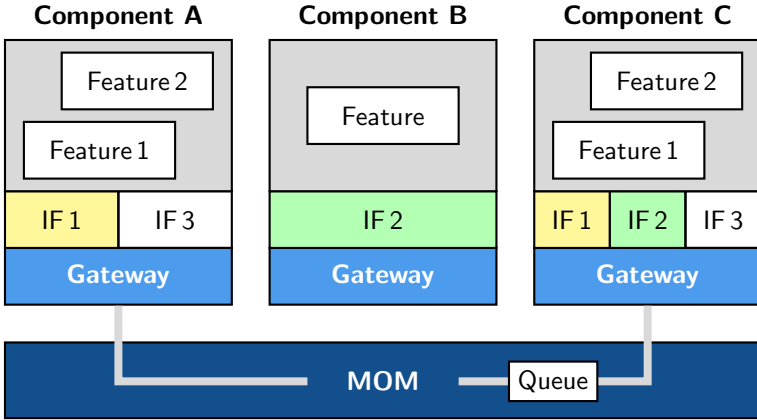 Component A
Component B
Component C
Feature 2
Feature 1
Feature
Feature 2
Feature 1
IF 1
IF 3
IF 2
IF 1
IF 2
IF 3
Gateway
Gateway
Gateway
MOM
Queue